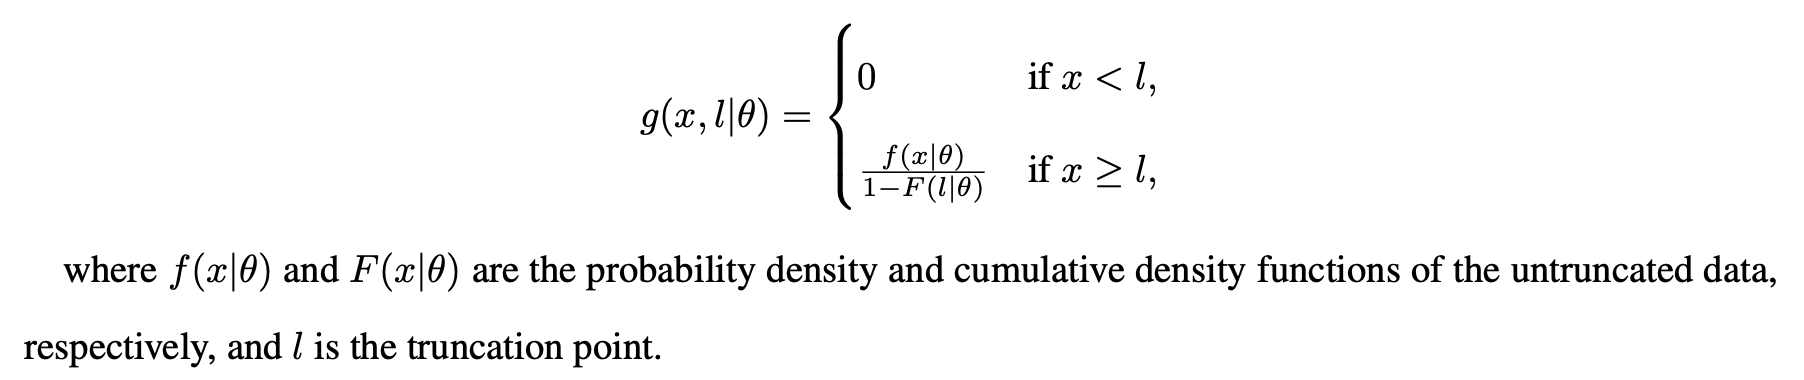 g(x, l|θ) = { 0 if x < l,
f(x|θ) / 1−F(l|θ) if x ≥ l,
where f(x|θ) and F(x|θ) are the probability density and cumulative density functions of the untruncated data,
respectively, and l is the truncation point.